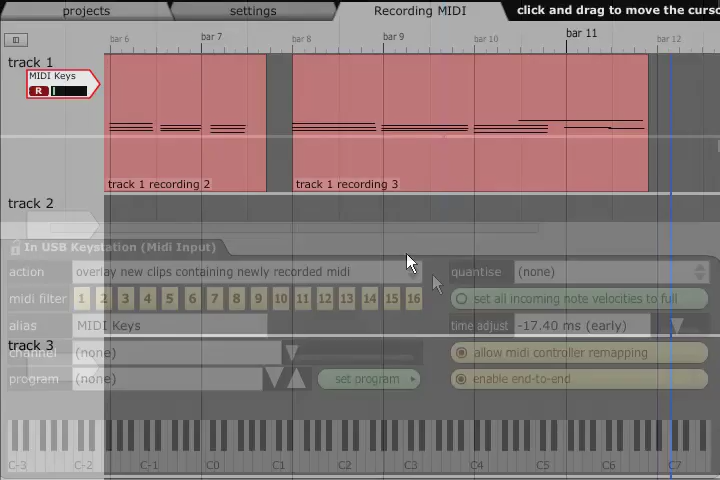 projects settings Recording MIDI click and drag to move the curso
bar 6 bar 7 bar 8 bar 9 bar 10 bar 11 bar 12
track 1
MIDI Keys
R
track 1 recording 2 track 1 recording 3
track 2
In USB Keystation (Midi Input)
action overlay new clips containing newly recorded midi quantise (none)
midi filter 1 2 3 4 5 6 7 8 9 10 11 12 13 14 15 16 set all incoming note velocities to full
alias MIDI Keys time adjust -17.40 ms (early)
track 3
channel (none) allow midi controller remapping
program (none) set program enable end-to-end
C-3 C-2 C-1 C0 C1 C2 C3 C4 C5 C6 C7